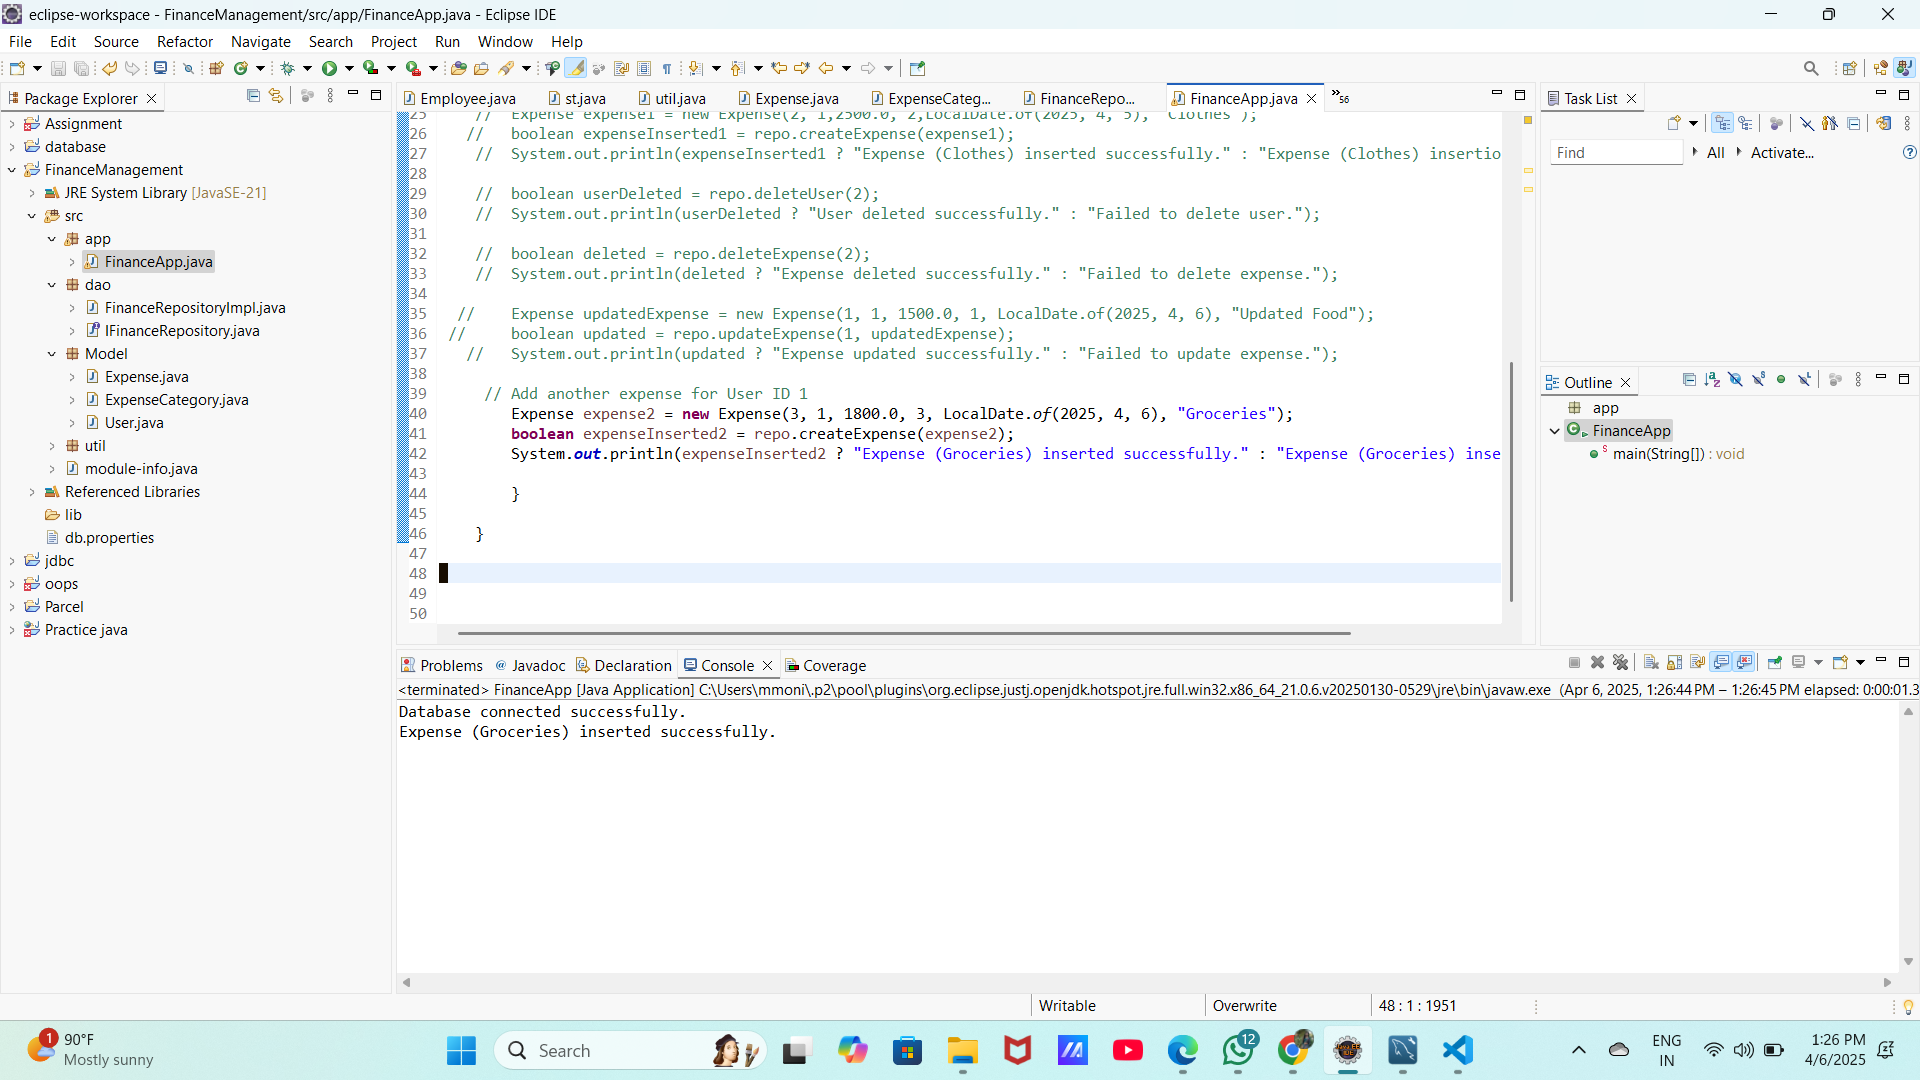 eclipse-workspace - FinanceManagement/src/app/FinanceApp.java - Eclipse IDE
File Edit Source Refactor Navigate Search Project Run Window Help
Package Explorer
Assignment
database
FinanceManagement
JRE System Library [JavaSE-21]
src
app
FinanceApp.java
dao
FinanceRepositoryImpl.java
IFinanceRepository.java
Model
Expense.java
ExpenseCategory.java
User.java
util
module-info.java
Referenced Libraries
lib
db.properties
jdbc
oops
Parcel
Practice java
Employee.java st.java util.java Expense.java ExpenseCateg... FinanceRepo... FinanceApp.java »56
25 // Expense expense1 = new Expense(2, 1,2500.0, 2,LocalDate.of(2025, 4, 5), "Clothes");
26 // boolean expenseInserted1 = repo.createExpense(expense1);
27 // System.out.println(expenseInserted1 ? "Expense (Clothes) inserted successfully." : "Expense (Clothes) insertio
28
29 // boolean userDeleted = repo.deleteUser(2);
30 // System.out.println(userDeleted ? "User deleted successfully." : "Failed to delete user.");
31
32 // boolean deleted = repo.deleteExpense(2);
33 // System.out.println(deleted ? "Expense deleted successfully." : "Failed to delete expense.");
34
35 // Expense updatedExpense = new Expense(1, 1, 1500.0, 1, LocalDate.of(2025, 4, 6), "Updated Food");
36 // boolean updated = repo.updateExpense(1, updatedExpense);
37 // System.out.println(updated ? "Expense updated successfully." : "Failed to update expense.");
38
39 // Add another expense for User ID 1
40 Expense expense2 = new Expense(3, 1, 1800.0, 3, LocalDate.of(2025, 4, 6), "Groceries");
41 boolean expenseInserted2 = repo.createExpense(expense2);
42 System.out.println(expenseInserted2 ? "Expense (Groceries) inserted successfully." : "Expense (Groceries) inse
43
44 }
45
46 }
47
48
49
50
Task List
Find All Activate...
Outline
app
FinanceApp
main(String[]) : void
Problems Javadoc Declaration Console Coverage
<terminated> FinanceApp [Java Application] C:\Users\mmoni\.p2\pool\plugins\org.eclipse.justj.openjdk.hotspot.jre.full.win32.x86_64_21.0.6.v20250130-0529\jre\bin\javaw.exe (Apr 6, 2025, 1:26:44 PM – 1:26:45 PM elapsed: 0:00:01.3
Database connected successfully.
Expense (Groceries) inserted successfully.
Writable Overwrite 48 : 1 : 1951
1
90°F
Mostly sunny
Search
12
ENG
IN
1:26 PM
4/6/2025